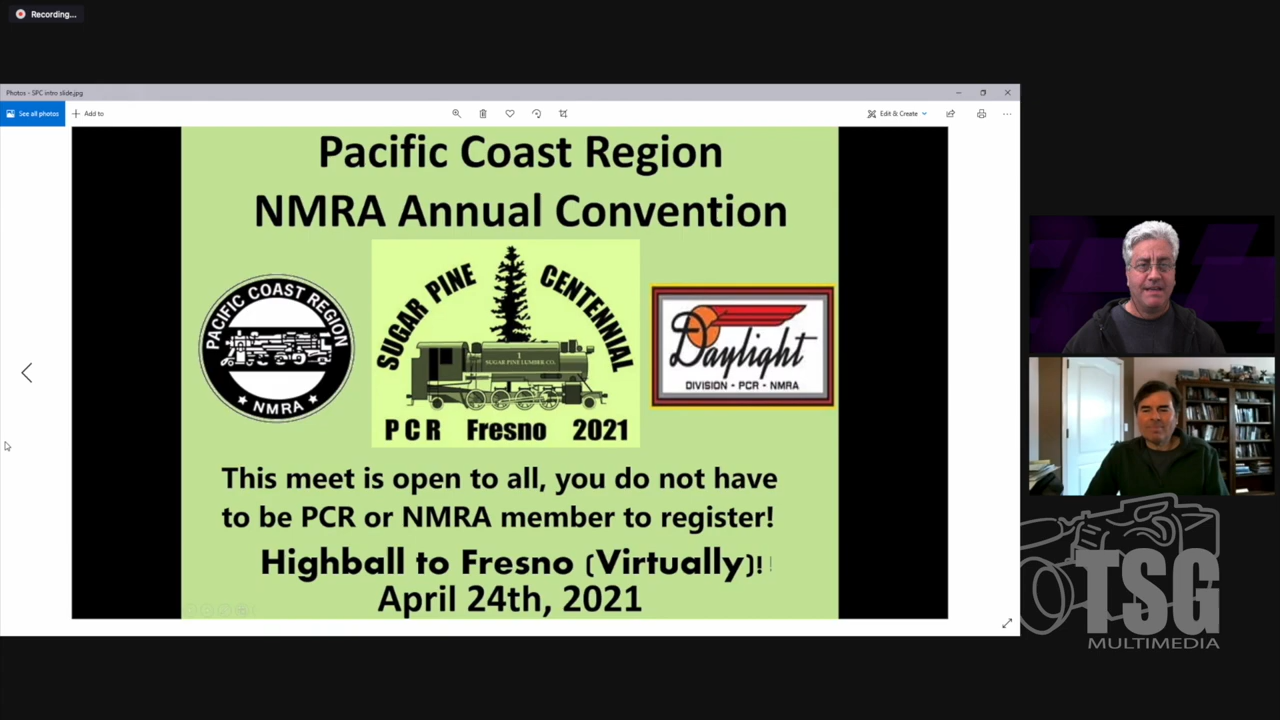 Recording...
Photos - SPC intro slide.jpg
See all photos
Add to
Edit & Create
Pacific Coast Region
NMRA Annual Convention
PACIFIC COAST REGION
NMRA
SUGAR PINE CENTENNIAL
1
SUGAR PINE LUMBER CO.
PCR Fresno 2021
Daylight
DIVISION - PCR - NMRA
This meet is open to all, you do not have
to be PCR or NMRA member to register!
Highball to Fresno (Virtually)! !
April 24th, 2021
TSG
MULTIMEDIA